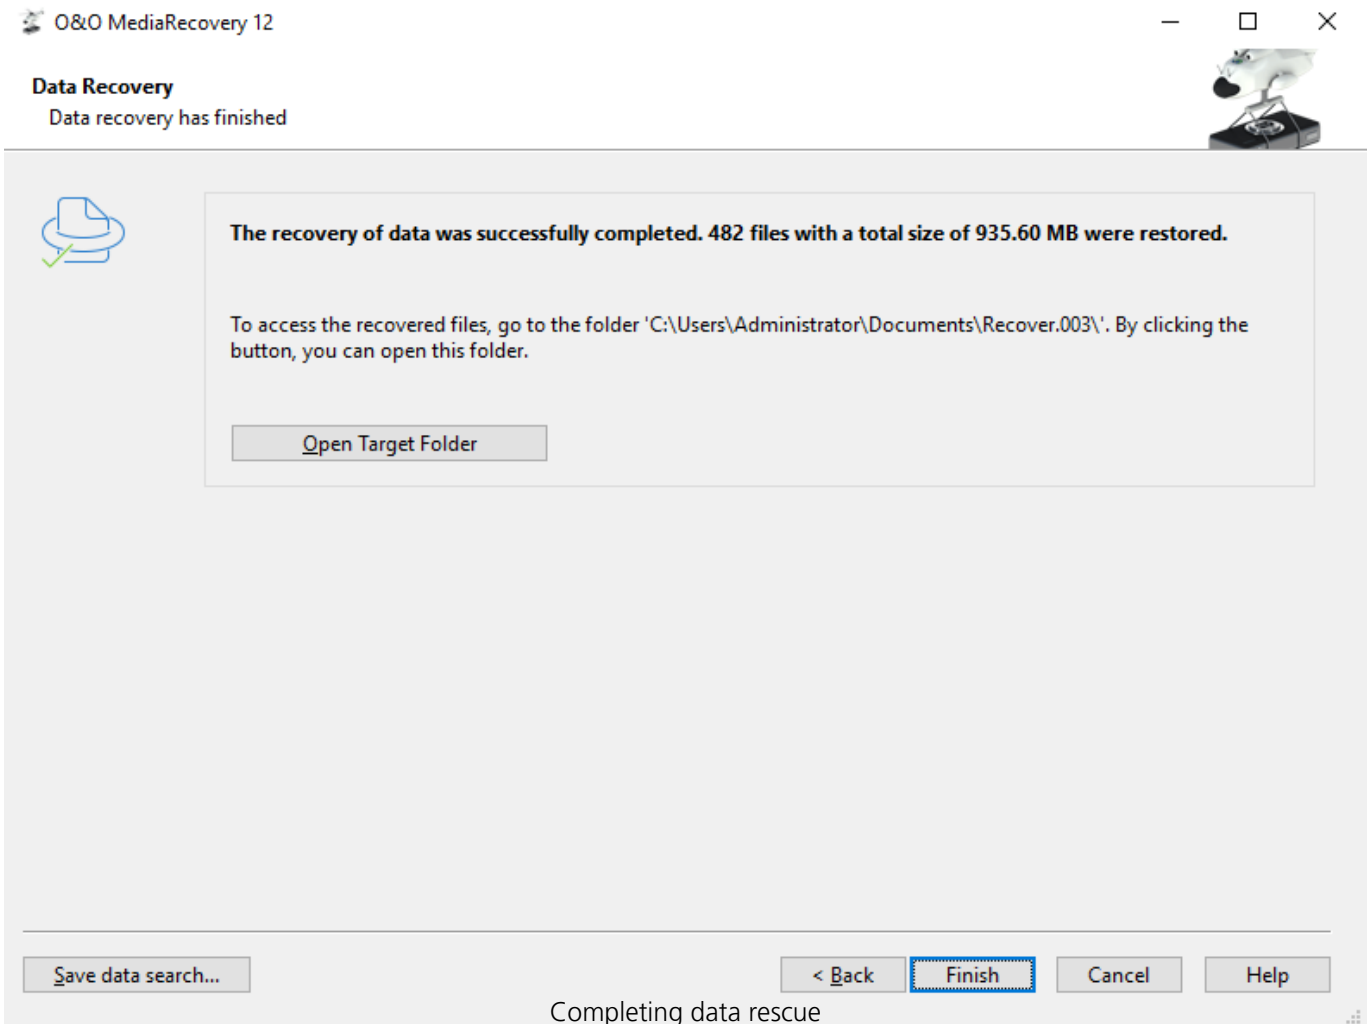 O&O MediaRecovery 12
Data Recovery
Data recovery has finished
The recovery of data was successfully completed. 482 files with a total size of 935.60 MB were restored.
To access the recovered files, go to the folder 'C:\Users\Administrator\Documents\Recover.003\'. By clicking the
button, you can open this folder.
Open Target Folder
Save data search...
< Back
Finish
Cancel
Help
Completing data rescue